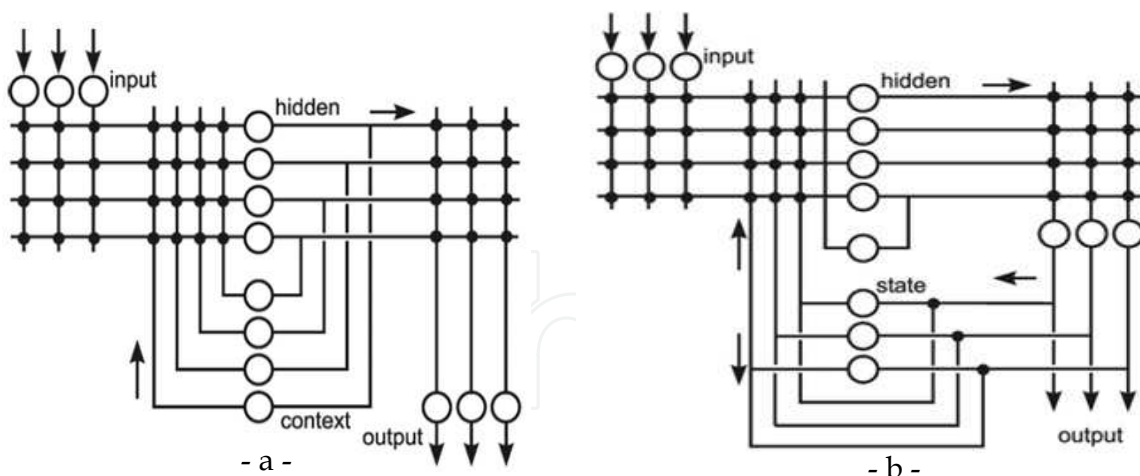 input
hidden
context
output
- a -
input
hidden
state
output
- b -